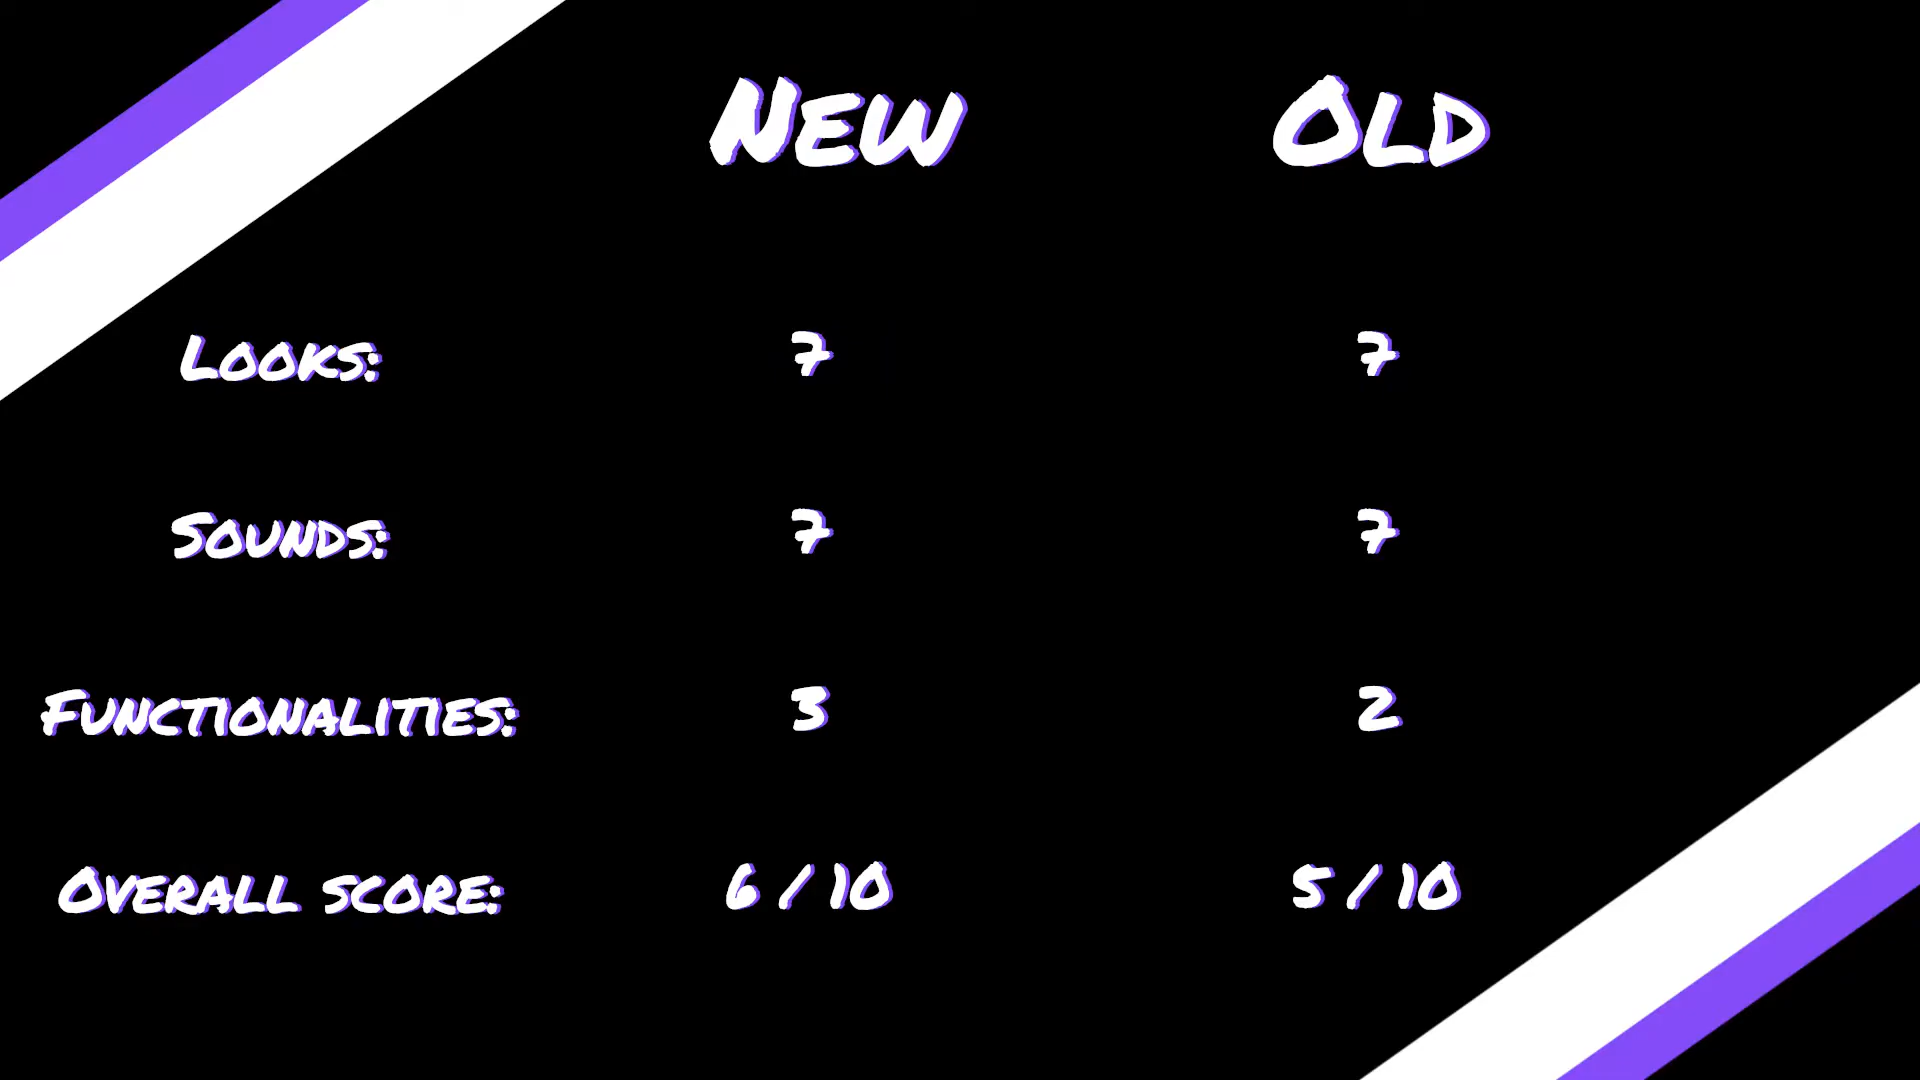 New Old
Looks: 7 7
Sounds: 7 7
Functionalities: 3 2
Overall score: 6 / 10 5 / 10